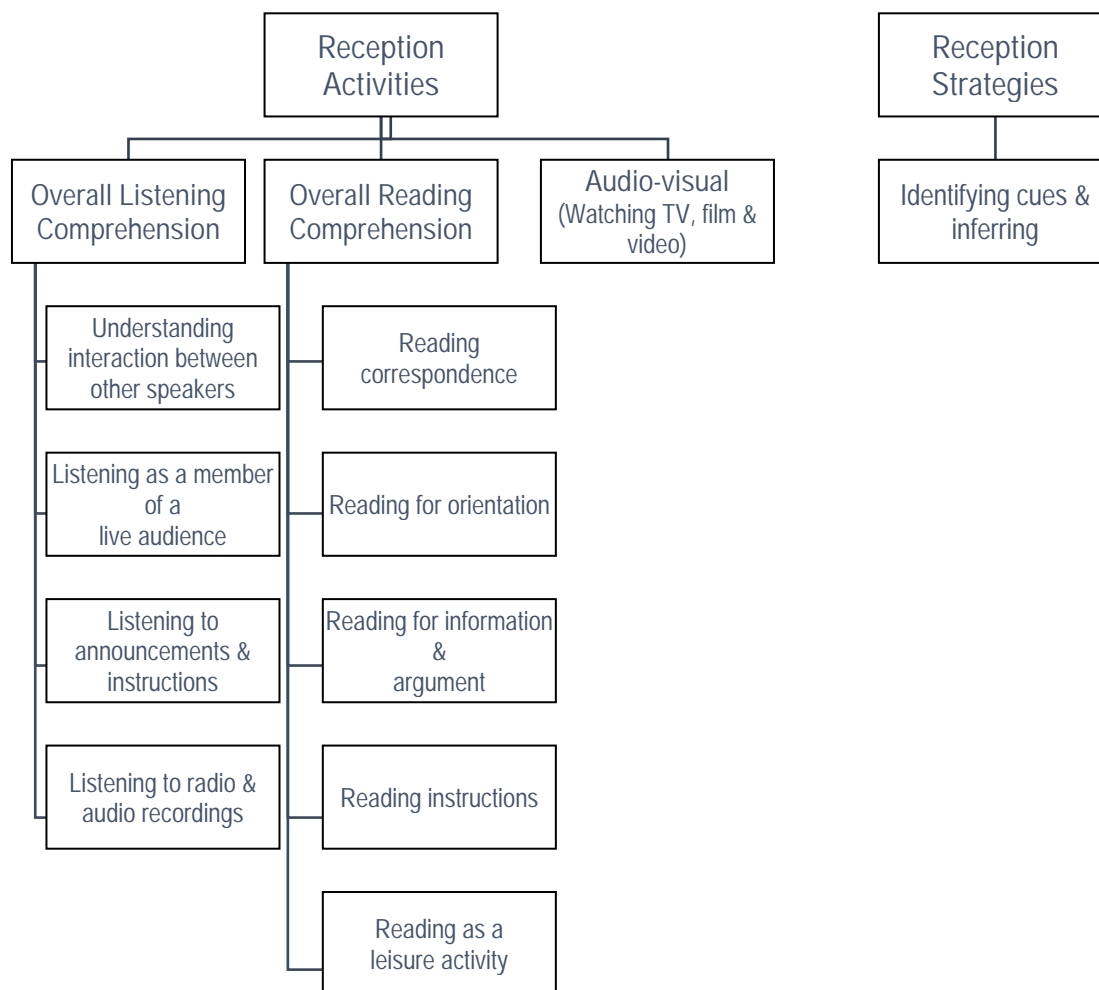 Reception
Activities
Reception
Strategies
Overall Listening
Comprehension
Overall Reading
Comprehension
Audio-visual
(Watching TV, film &
video)
Identifying cues &
inferring
Understanding
interaction between
other speakers
Reading
correspondence
Listening as a member
of a
live audience
Reading for orientation
Listening to
announcements &
instructions
Reading for information
&
argument
Listening to radio &
audio recordings
Reading instructions
Reading as a
leisure activity